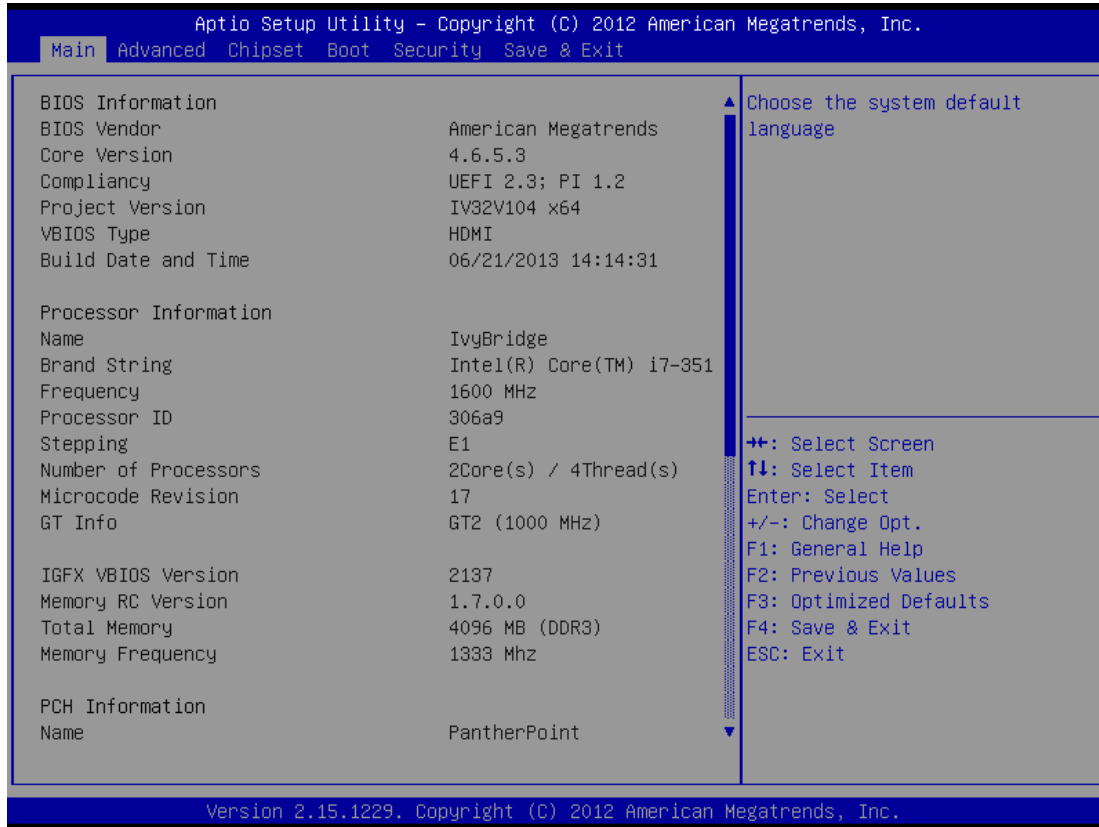 Aptio Setup Utility – Copyright (C) 2012 American Megatrends, Inc.
Main Advanced Chipset Boot Security Save & Exit
BIOS Information
BIOS Vendor American Megatrends
Core Version 4.6.5.3
Compliancy UEFI 2.3; PI 1.2
Project Version IV32V104 x64
VBIOS Type HDMI
Build Date and Time 06/21/2013 14:14:31
Processor Information
Name IvyBridge
Brand String Intel(R) Core(TM) i7-351
Frequency 1600 MHz
Processor ID 306a9
Stepping E1
Number of Processors 2Core(s) / 4Thread(s)
Microcode Revision 17
GT Info GT2 (1000 MHz)
IGFX VBIOS Version 2137
Memory RC Version 1.7.0.0
Total Memory 4096 MB (DDR3)
Memory Frequency 1333 Mhz
PCH Information
Name PantherPoint
Choose the system default
language
→←: Select Screen
↑↓: Select Item
Enter: Select
+/-: Change Opt.
F1: General Help
F2: Previous Values
F3: Optimized Defaults
F4: Save & Exit
ESC: Exit
Version 2.15.1229. Copyright (C) 2012 American Megatrends, Inc.